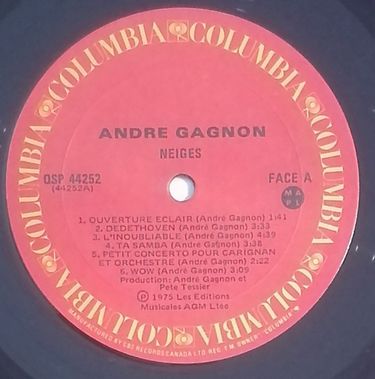 COLUMBIA COLUMBIA COLUMBIA COLUMBIA COLUMBIA COLUMBIA
ANDRE GAGNON
NEIGES
OSP 44252
(44252A)
FACE A
MAPL
1. OUVERTURE ECLAIR (André Gagnon) 1:41
2. DEDETHOVEN (André Gagnon) 3:33
3. L'INOUBLIABLE (André Gagnon) 4:39
4. TA SAMBA (André Gagnon) 3:38
5. PETIT CONCERTO POUR CARIGNAN
ET ORCHESTRE (André Gagnon) 2:22
6. WOW (André Gagnon) 3:09
Production: André Gagnon et
Pete Tessier
Ⓟ 1975 Les Editions
Musicales AGM Ltée
MANUFACTURED BY CBS RECORDS CANADA LTD REG. T.M. OWNER "COLUMBIA"